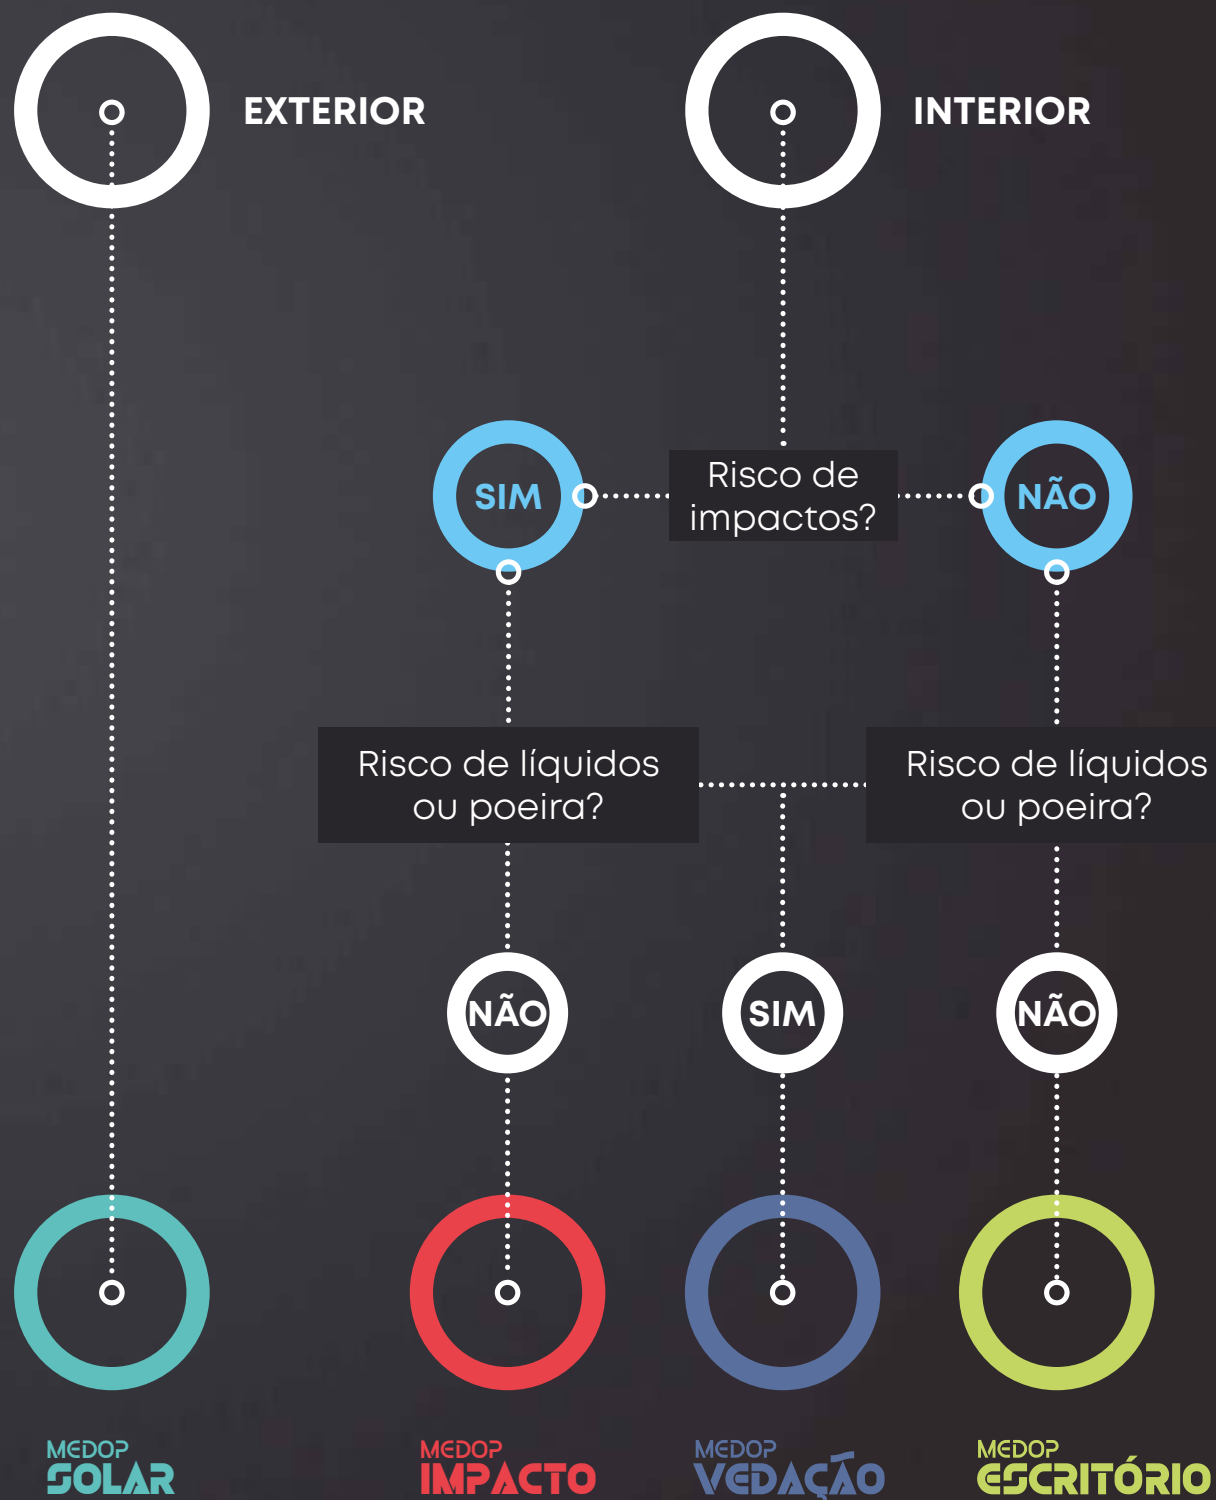 EXTERIOR
INTERIOR
SIM
Risco de
impactos?
NÃO
Risco de líquidos
ou poeira?
Risco de líquidos
ou poeira?
NÃO
SIM
NÃO
MEDOP
SOLAR
MEDOP
IMPACTO
MEDOP
VEDAÇÃO
MEDOP
ESCRITÓRIO